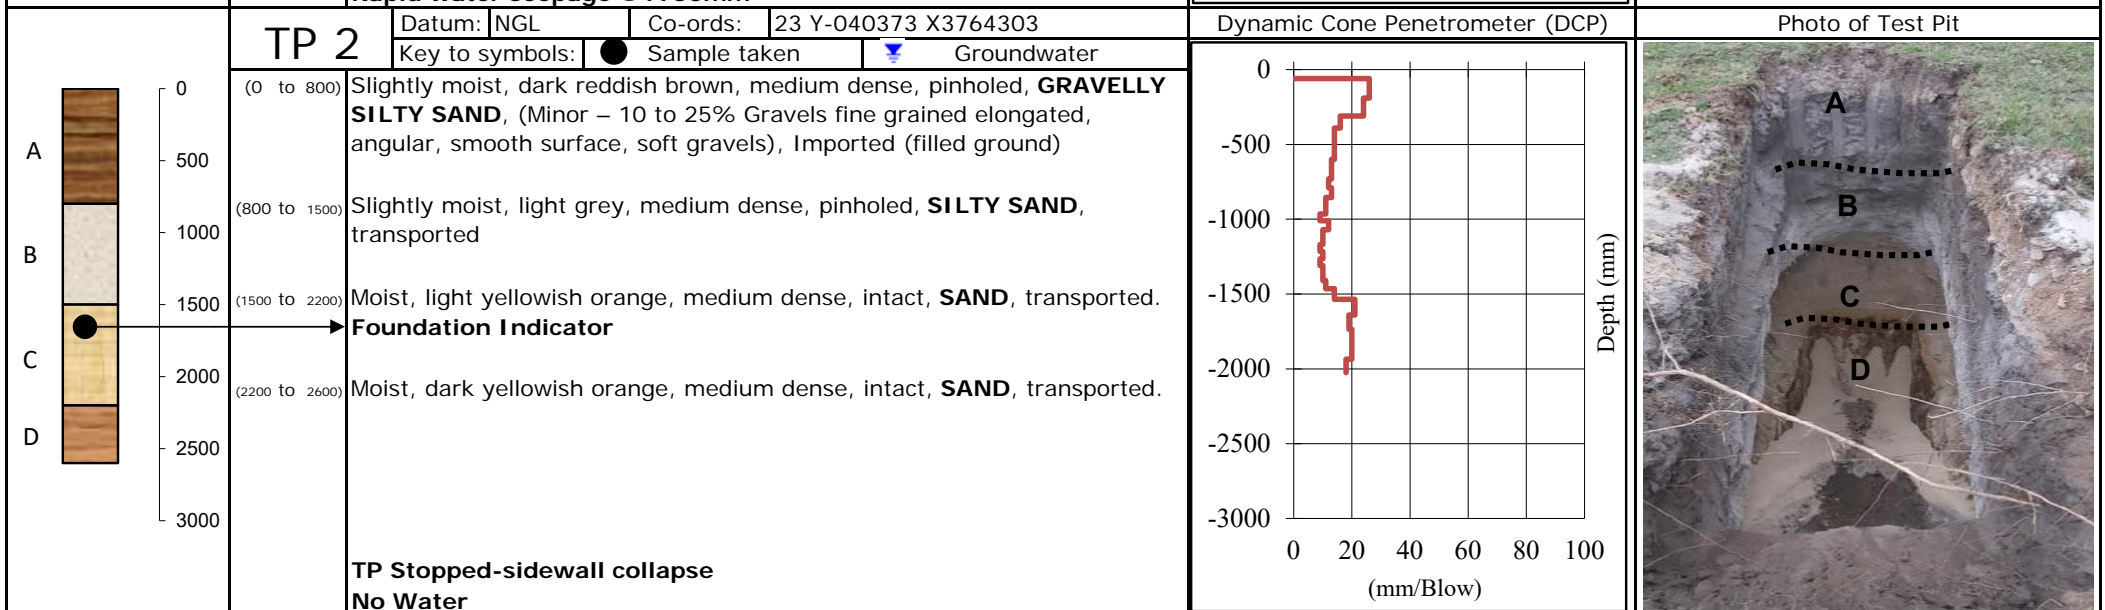 TP 2
Datum: NGL Co-ords: 23 Y-040373 X3764303
Key to symbols: Sample taken Groundwater
Dynamic Cone Penetrometer (DCP)
Photo of Test Pit
A
B
C
D
0
500
1000
1500
2000
2500
3000
(0 to 800) Slightly moist, dark reddish brown, medium dense, pinholed, GRAVELLY
SILTY SAND, (Minor – 10 to 25% Gravels fine grained elongated,
angular, smooth surface, soft gravels), Imported (filled ground)
(800 to 1500) Slightly moist, light grey, medium dense, pinholed, SILTY SAND,
transported
(1500 to 2200) Moist, light yellowish orange, medium dense, intact, SAND, transported.
Foundation Indicator
(2200 to 2600) Moist, dark yellowish orange, medium dense, intact, SAND, transported.
TP Stopped-sidewall collapse
No Water
0
-500
-1000
-1500
-2000
-2500
-3000
0 20 40 60 80 100
(mm/Blow)
Depth (mm)
A
B
C
D